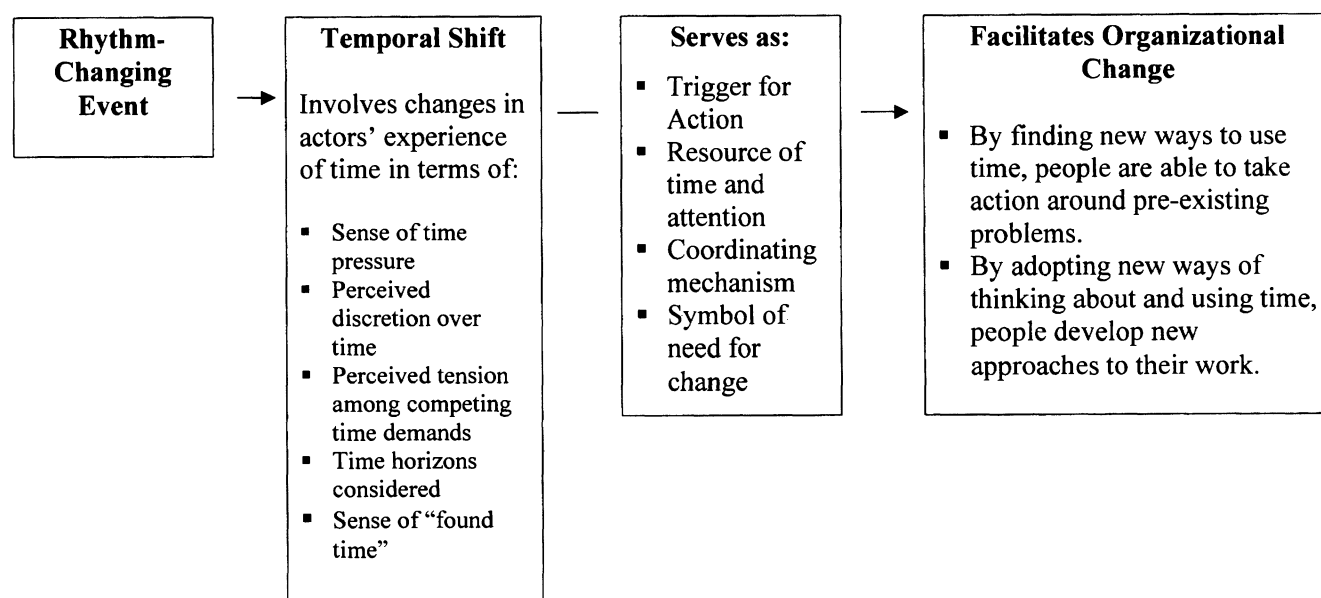 Rhythm-
Changing
Event
Temporal Shift
Involves changes in
actors’ experience
of time in terms of:
▪ Sense of time
pressure
▪ Perceived
discretion over
time
▪ Perceived tension
among competing
time demands
▪ Time horizons
considered
▪ Sense of “found
time”
Serves as:
▪ Trigger for
Action
▪ Resource of
time and
attention
▪ Coordinating
mechanism
▪ Symbol of
need for
change
Facilitates Organizational
Change
▪ By finding new ways to use
time, people are able to take
action around pre-existing
problems.
▪ By adopting new ways of
thinking about and using time,
people develop new
approaches to their work.